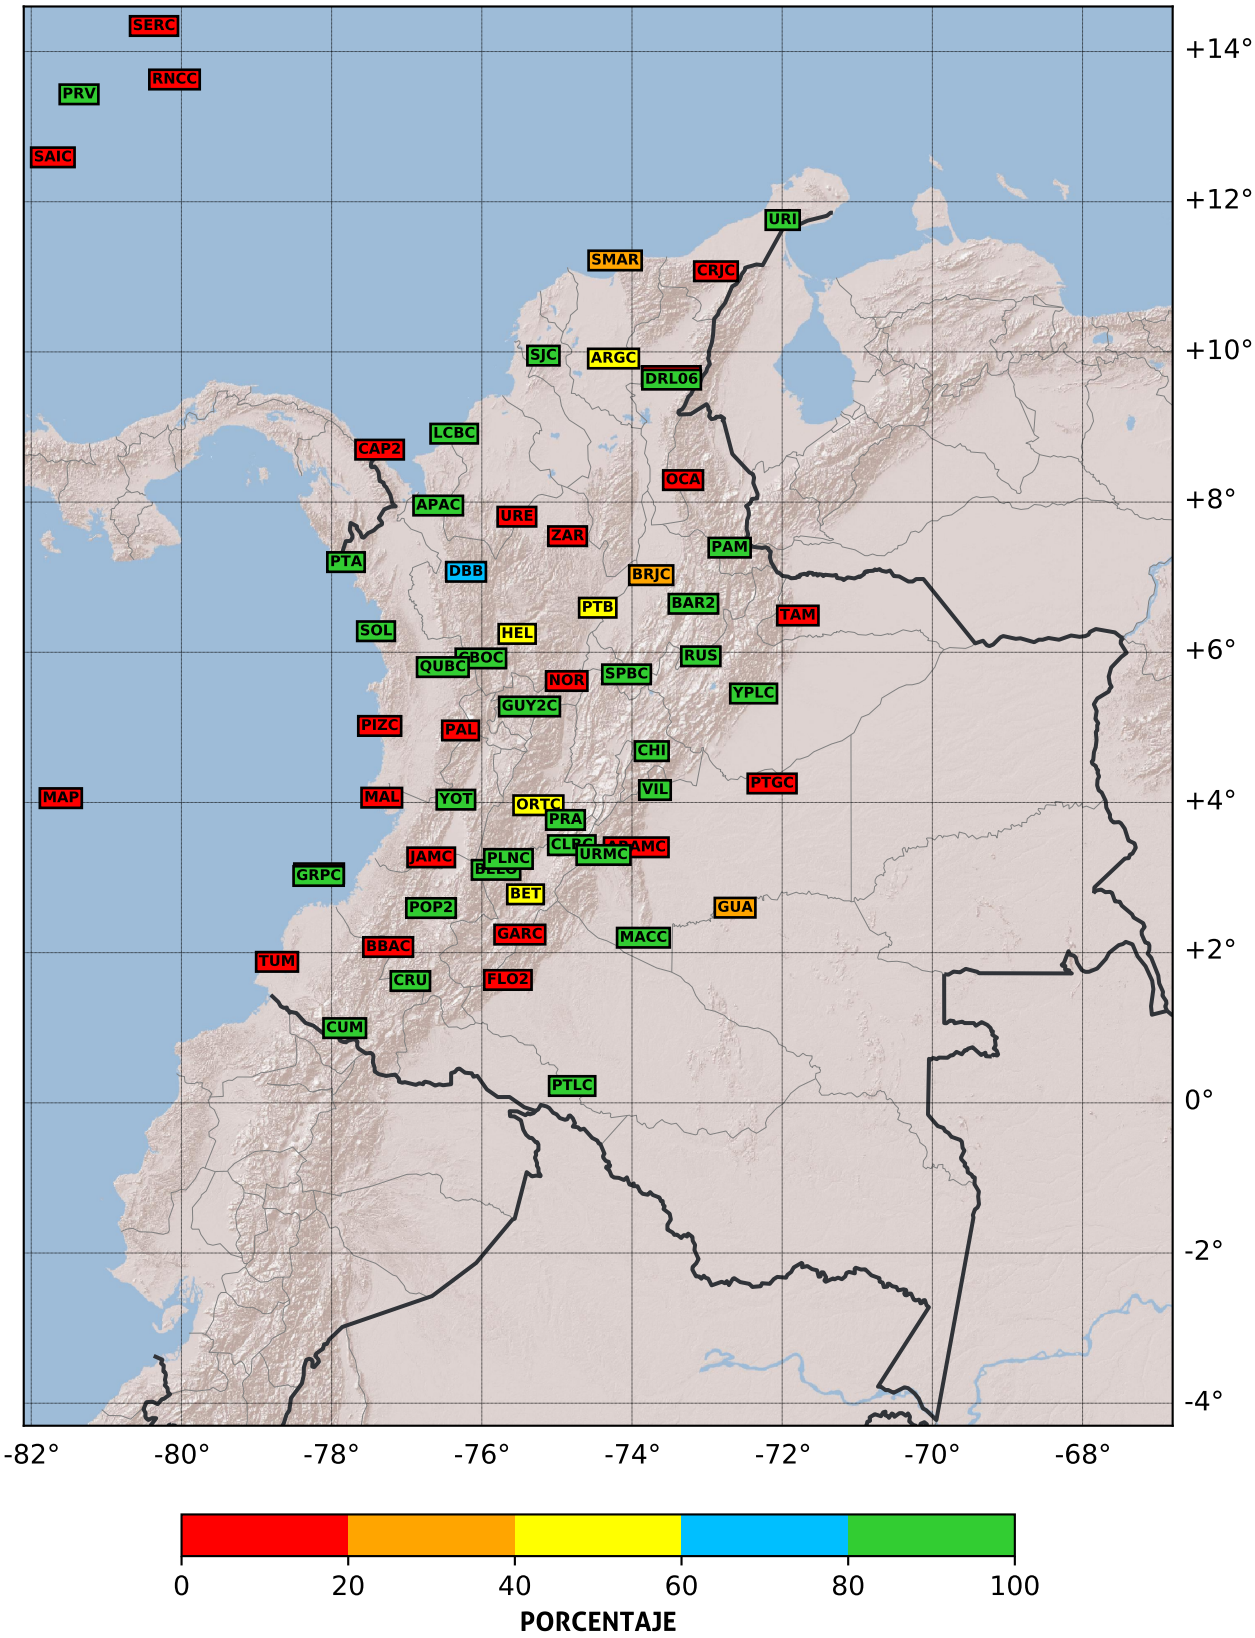 SERC
+14°
RNCC
PRV
SAIC
+12°
URI
SMAR
CRJC
+10°
SJC
ARGC
DRL06
LCBC
CAP2
OCA
+8°
APAC
URE
ZAR
PAM
PTA
DBB
BRJC
BAR2
PTB
TAM
SOL
HEL
+6°
RUS
QUBC
SPBC
NOR
YPLC
GUY2C
PIZC
PAL
CHI
PTGC
VIL
MAP
MAL
YOT
ORTC
+4°
PRA
URMC
JAMC
PLNC
GRPC
BET
POP2
GUA
GARC
MACC
BBAC
+2°
TUM
CRU
FLO2
CUM
PTLC
0°
-2°
-4°
-82° -80° -78° -76° -74° -72° -70° -68°
0 20 40 60 80 100
PORCENTAJE